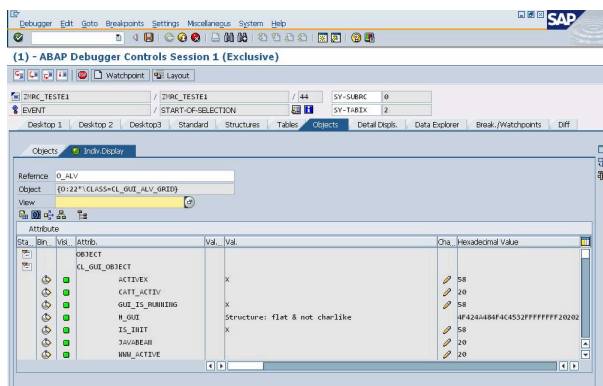 Debugger Edit Goto Breakpoints Settings Miscellaneous System Help
SAP
(1) - ABAP Debugger Controls Session 1 (Exclusive)
Watchpoint Layout
ZMRC_TESTE1 / ZMRC_TESTE1 / 44 SY-SUBRC 0
EVENT / START-OF-SELECTION SY-TABIX 2
Desktop 1 Desktop 2 Desktop3 Standard Structures Tables Objects Detail Displs. Data Explorer Break./Watchpoints Diff
Objects Indiv.Display
Refernce O_ALV
Object {O:22*\CLASS=CL_GUI_ALV_GRID}
View
Attribute
Sta... Bin... Visi... Attrib. Val... Val. Cha... Hexadecimal Value
OBJECT
CL_GUI_OBJECT
ACTIVEX X 58
CATT_ACTIV 20
GUI_IS_RUNNING X 58
H_GUI Structure: flat & not charlike 4F424A484F4C4532FFFFFFFF20202
IS_INIT X 58
JAVABEAN 20
WWW_ACTIVE 20